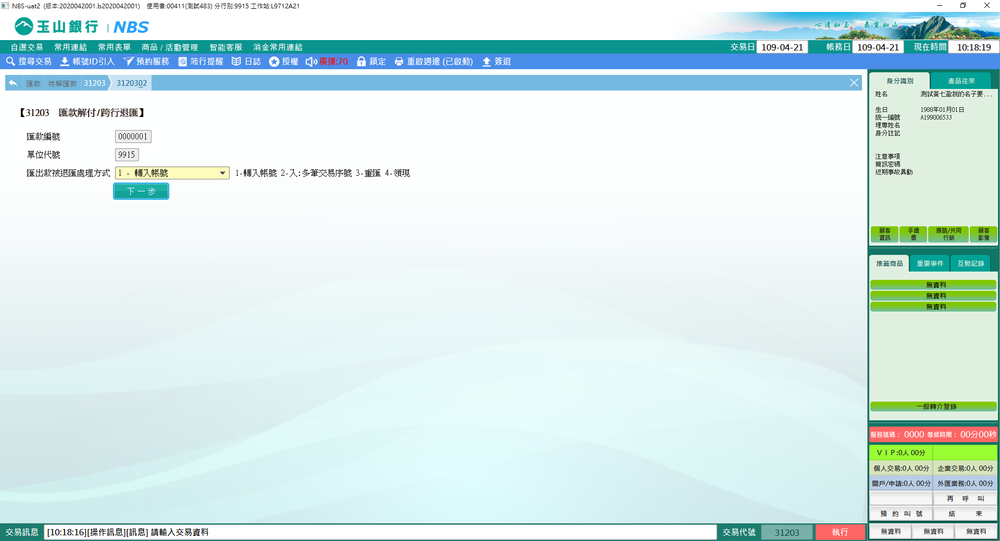 NBS-uat2 (版本:2020042001.b2020042001) 使用者:00411(測試483) 分行別:9915 工作站:L9712A21
玉山銀行 | NBS
心清如玉 義重如山
自選交易 常用連結 常用表單 商品 / 活動管理 智能客服 消金常用連結 交易日 109-04-21 帳務日 109-04-21 現在時間 10:18:19
搜尋交易 帳號ID引入 預約服務 蒞行提醒 日誌 授權 廣播:70 鎖定 重啟週邊 (已啟動) 簽退
匯款 待解匯款 31203 3120302
【31203 匯款解付/跨行退匯】
匯款編號 0000001
單位代號 9915
匯出款被退匯處理方式 1 - 轉入帳號 1-轉入帳號 2-入:多筆交易序號 3-重匯 4-領現
下一步
身分識別 產品往來
姓名 測試黃七盈我的名子要...
生日 1988年01月01日
統一編號 A199006533
理專姓名
身分註記
注意事項
簡訊密碼
近期事故異動
顧客資訊 手續費 通路/共同行銷 顧客影像
推薦商品 重要事件 互動記錄
無資料
無資料
無資料
一般轉介登錄
服務號碼: 0000 等候時間: 00分00秒
VIP:0人 00分
個人交易:0人 00分 企業交易:0人 00分
開戶/申請:0人 00分 外匯業務:0人 00分
再呼叫
預約叫號 結束
無資料 無資料 無資料
交易訊息 [10:18:16][操作訊息][訊息] 請輸入交易資料 交易代號 31203 執行